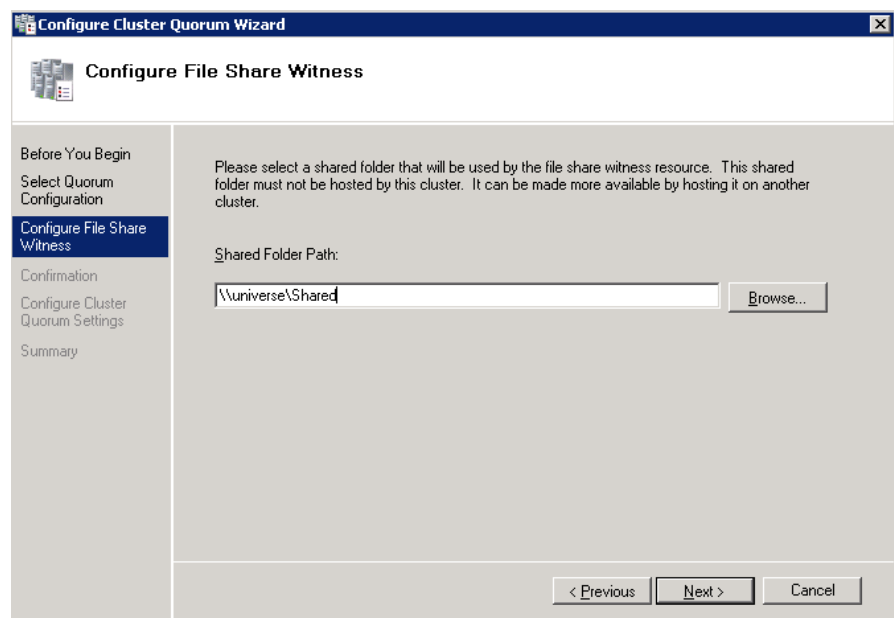 Configure Cluster Quorum Wizard
Configure File Share Witness
Before You Begin
Select Quorum
Configuration
Configure File Share
Witness
Confirmation
Configure Cluster
Quorum Settings
Summary
Please select a shared folder that will be used by the file share witness resource. This shared
folder must not be hosted by this cluster. It can be made more available by hosting it on another
cluster.
Shared Folder Path:
\\universe\Shared
Browse...
< Previous
Next >
Cancel